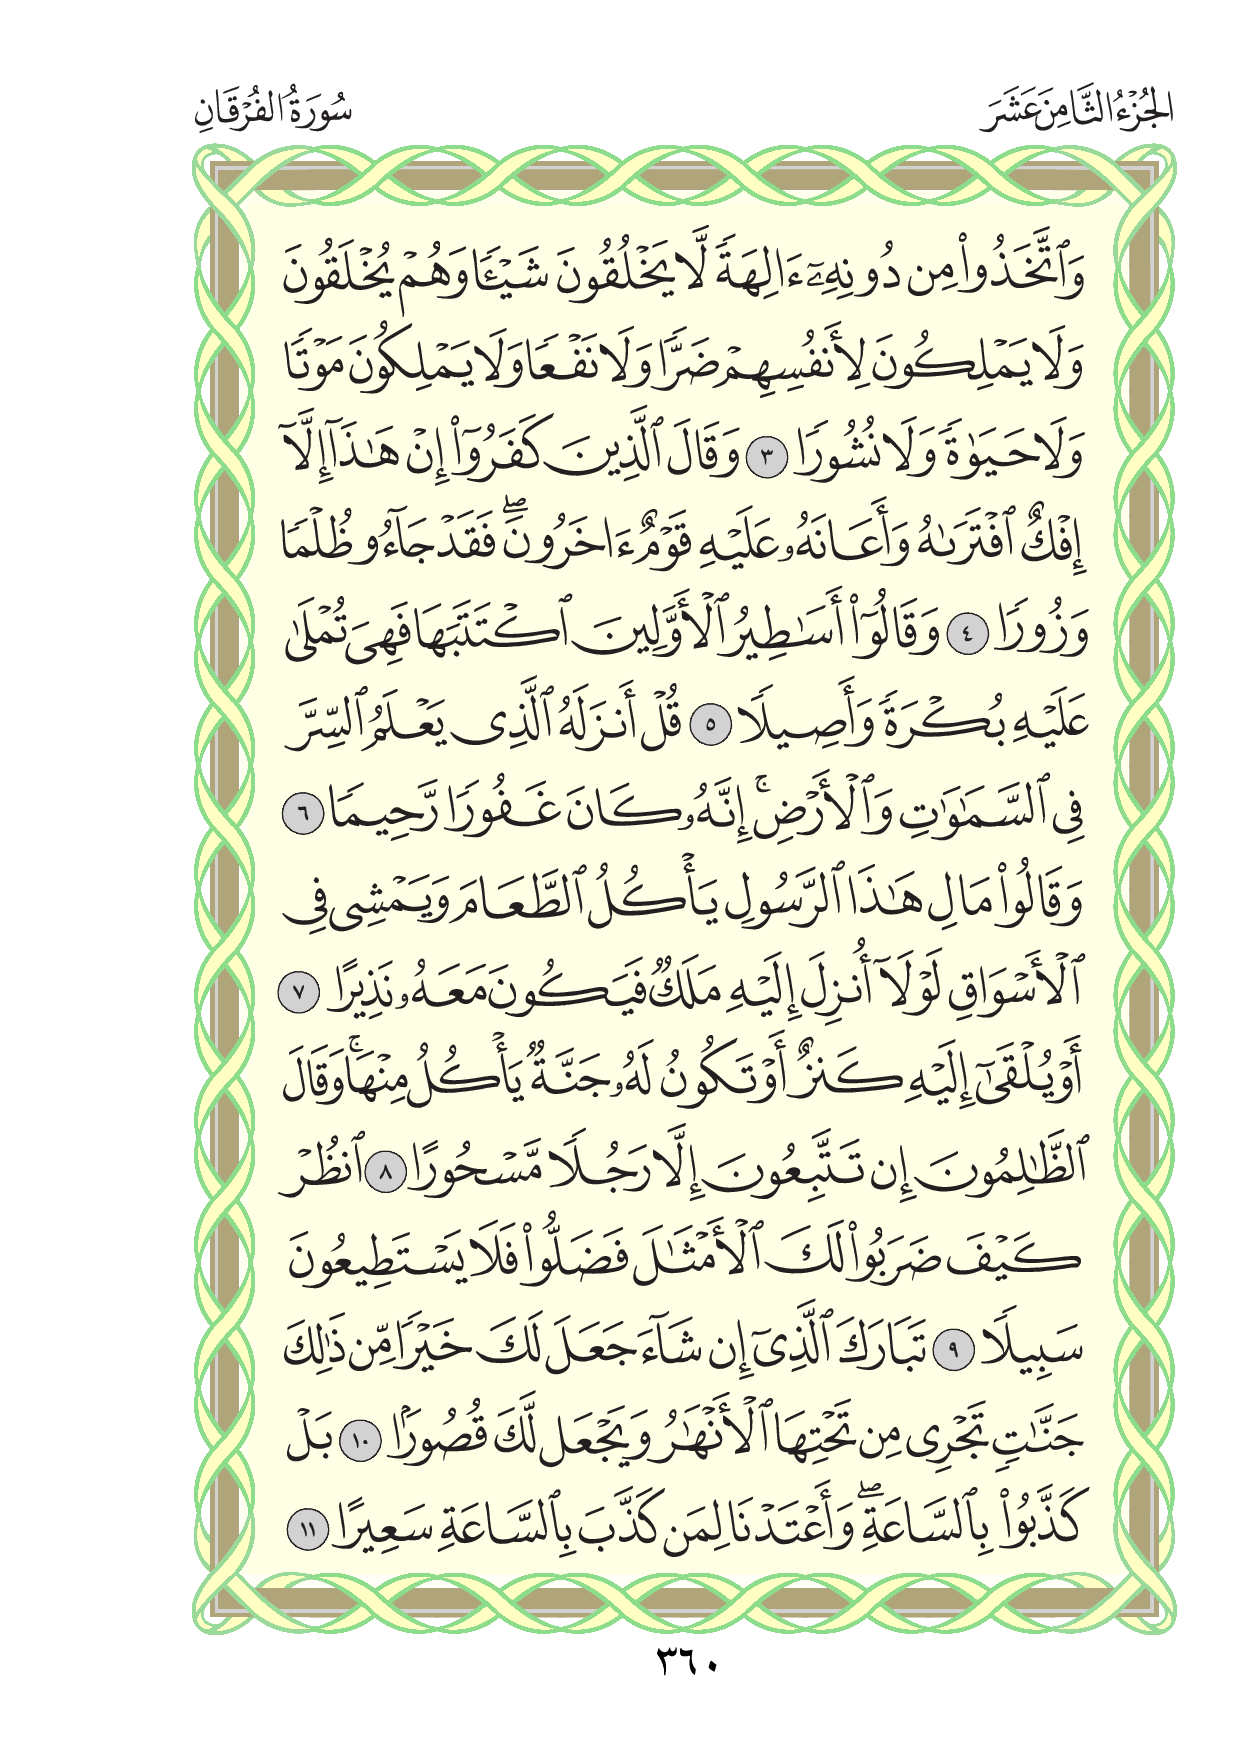 الجُزْءُ الثَّامِنَ عَشَرَ
سُورَةُ الفُرْقَانِ
وَٱتَّخَذُوا۟ مِن دُونِهِۦٓ ءَالِهَةً لَّا يَخْلُقُونَ شَيْـًٔا وَهُمْ يُخْلَقُونَ
وَلَا يَمْلِكُونَ لِأَنفُسِهِمْ ضَرًّا وَلَا نَفْعًا وَلَا يَمْلِكُونَ مَوْتًا
وَلَا حَيَوٰةً وَلَا نُشُورًا ٣ وَقَالَ ٱلَّذِينَ كَفَرُوٓا۟ إِنْ هَـٰذَآ إِلَّآ
إِفْكٌ ٱفْتَرَىٰهُ وَأَعَانَهُۥ عَلَيْهِ قَوْمٌ ءَاخَرُونَ ۖ فَقَدْ جَآءُو ظُلْمًا
وَزُورًا ٤ وَقَالُوٓا۟ أَسَـٰطِيرُ ٱلْأَوَّلِينَ ٱكْتَتَبَهَا فَهِىَ تُمْلَىٰ
عَلَيْهِ بُكْرَةً وَأَصِيلًا ٥ قُلْ أَنزَلَهُ ٱلَّذِى يَعْلَمُ ٱلسِّرَّ
فِى ٱلسَّمَـٰوَٰتِ وَٱلْأَرْضِ ۚ إِنَّهُۥ كَانَ غَفُورًا رَّحِيمًا ٦
وَقَالُوا۟ مَالِ هَـٰذَا ٱلرَّسُولِ يَأْكُلُ ٱلطَّعَامَ وَيَمْشِى فِى
ٱلْأَسْوَاقِ لَوْلَآ أُنزِلَ إِلَيْهِ مَلَكٌ فَيَكُونَ مَعَهُۥ نَذِيرًا ٧
أَوْ يُلْقَىٰٓ إِلَيْهِ كَنزٌ أَوْ تَكُونُ لَهُۥ جَنَّةٌ يَأْكُلُ مِنْهَا ۚ وَقَالَ
ٱلظَّـٰلِمُونَ إِن تَتَّبِعُونَ إِلَّا رَجُلًا مَّسْحُورًا ٨ ٱنظُرْ
كَيْفَ ضَرَبُوا۟ لَكَ ٱلْأَمْثَـٰلَ فَضَلُّوا۟ فَلَا يَسْتَطِيعُونَ
سَبِيلًا ٩ تَبَارَكَ ٱلَّذِىٓ إِن شَآءَ جَعَلَ لَكَ خَيْرًا مِّن ذَٰلِكَ
جَنَّـٰتٍ تَجْرِى مِن تَحْتِهَا ٱلْأَنْهَـٰرُ وَيَجْعَل لَّكَ قُصُورًۢا ١٠ بَلْ
كَذَّبُوا۟ بِٱلسَّاعَةِ ۖ وَأَعْتَدْنَا لِمَن كَذَّبَ بِٱلسَّاعَةِ سَعِيرًا ١١
٣٦٠